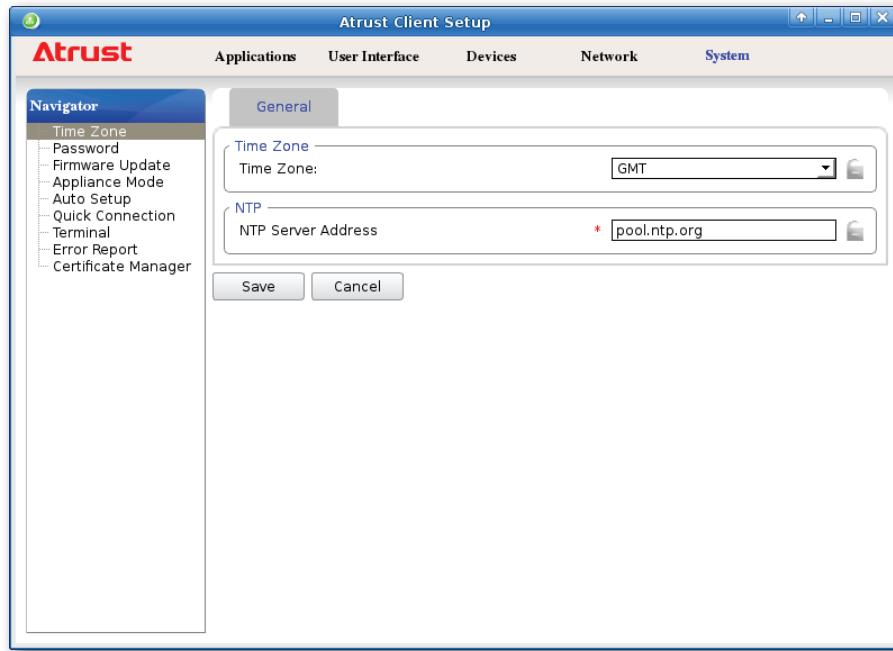 Atrust Client Setup
Atrust
Applications User Interface Devices Network System
Navigator
Time Zone
Password
Firmware Update
Appliance Mode
Auto Setup
Quick Connection
Terminal
Error Report
Certificate Manager
General
Time Zone
Time Zone: GMT
NTP
NTP Server Address * pool.ntp.org
Save Cancel